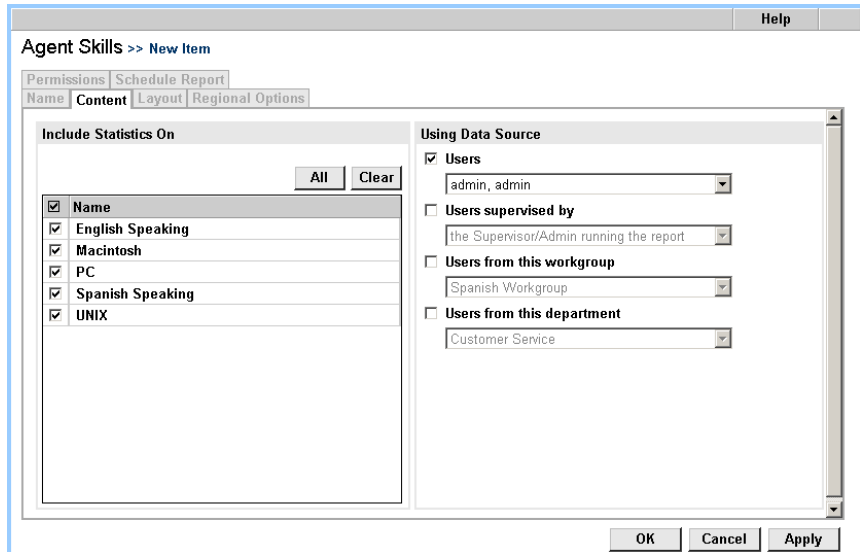 Help
Agent Skills >> New Item
Permissions Schedule Report
Name Content Layout Regional Options
Include Statistics On
All Clear
Name
English Speaking
Macintosh
PC
Spanish Speaking
UNIX
Using Data Source
Users
admin, admin
Users supervised by
the Supervisor/Admin running the report
Users from this workgroup
Spanish Workgroup
Users from this department
Customer Service
OK Cancel Apply